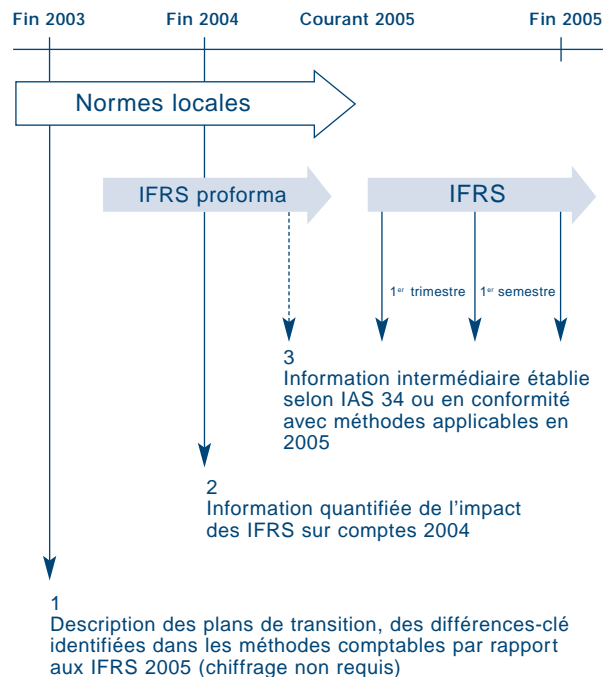 Fin 2003 Fin 2004 Courant 2005 Fin 2005
Normes locales
IFRS proforma IFRS
1er trimestre 1er semestre
3
Information intermédiaire établie
selon IAS 34 ou en conformité
avec méthodes applicables en
2005
2
Information quantifiée de l'impact
des IFRS sur comptes 2004
1
Description des plans de transition, des différences-clé
identifiées dans les méthodes comptables par rapport
aux IFRS 2005 (chiffrage non requis)